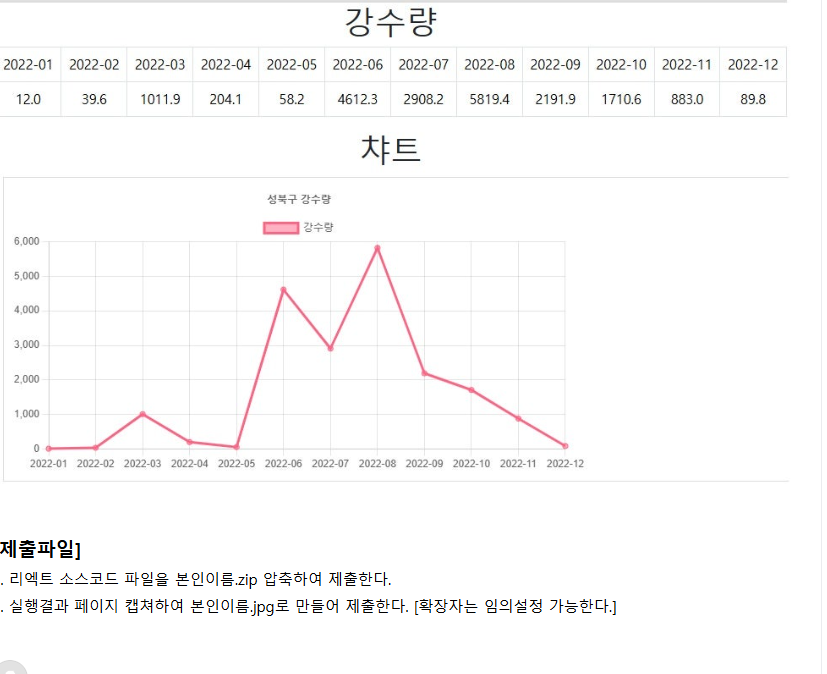 강수량
2022-01 2022-02 2022-03 2022-04 2022-05 2022-06 2022-07 2022-08 2022-09 2022-10 2022-11 2022-12
12.0 39.6 1011.9 204.1 58.2 4612.3 2908.2 5819.4 2191.9 1710.6 883.0 89.8
챠트
성북구 강수량
강수량
6,000
5,000
4,000
3,000
2,000
1,000
0
2022-01 2022-02 2022-03 2022-04 2022-05 2022-06 2022-07 2022-08 2022-09 2022-10 2022-11 2022-12
제출파일]
. 리엑트 소스코드 파일을 본인이름.zip 압축하여 제출한다.
. 실행결과 페이지 캡쳐하여 본인이름.jpg로 만들어 제출한다. [확장자는 임의설정 가능한다.]